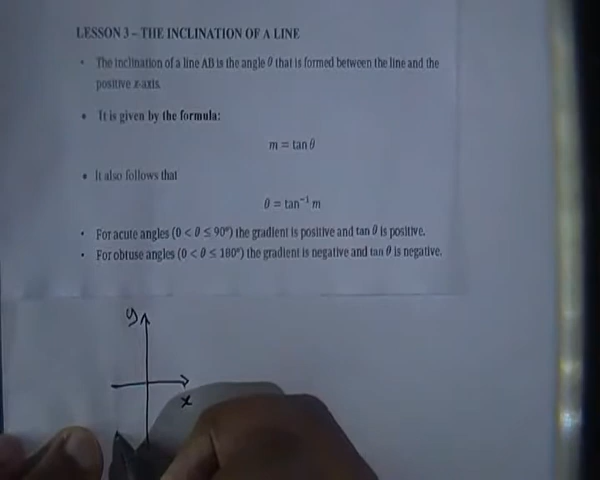 LESSON 3 – THE INCLINATION OF A LINE
• The inclination of a line AB is the angle θ that is formed between the line and the
positive x-axis.
• It is given by the formula:
m = tan θ
• It also follows that
θ = tan⁻¹ m
• For acute angles (0 < θ ≤ 90°) the gradient is positive and tan θ is positive.
• For obtuse angles (0 < θ ≤ 180°) the gradient is negative and tan θ is negative.
y
x